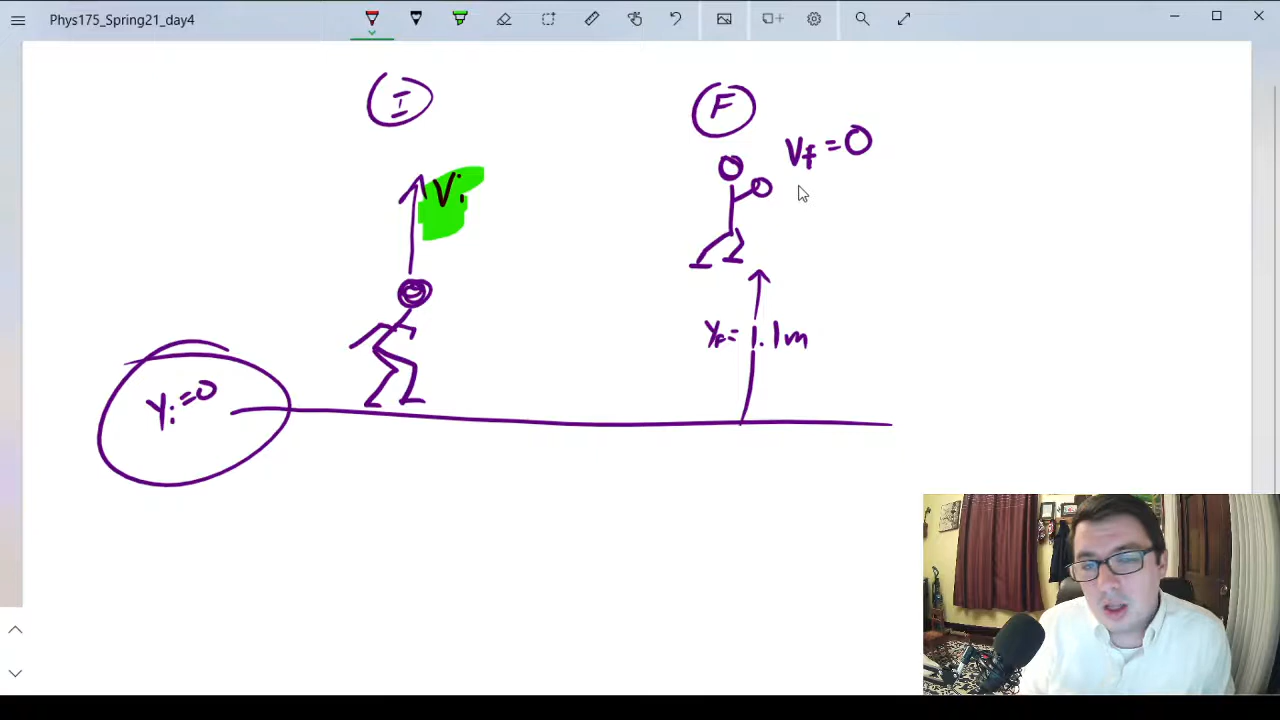 Phys175_Spring21_day4
I
F
Vf = 0
Vi
yf = 1.1m
yi = 0